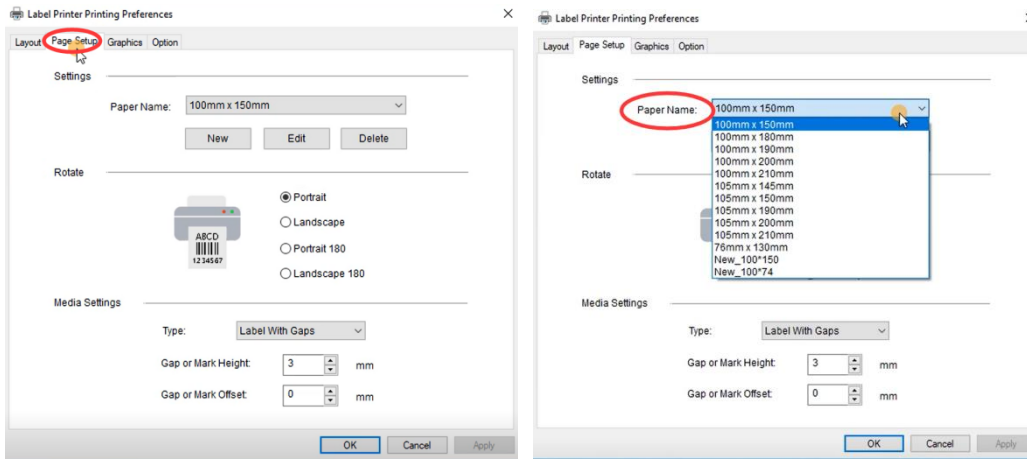 Label Printer Printing Preferences
Layout Page Setup Graphics Option
Settings
Paper Name: 100mm x 150mm
New Edit Delete
Rotate
ABCD
1234567
Portrait
Landscape
Portrait 180
Landscape 180
Media Settings
Type: Label With Gaps
Gap or Mark Height: 3 mm
Gap or Mark Offset: 0 mm
OK Cancel Apply
Label Printer Printing Preferences
Layout Page Setup Graphics Option
Settings
Paper Name: 100mm x 150mm
100mm x 150mm
100mm x 180mm
100mm x 190mm
100mm x 200mm
100mm x 210mm
105mm x 145mm
105mm x 150mm
105mm x 190mm
105mm x 200mm
105mm x 210mm
76mm x 130mm
New_100*150
New_100*74
Rotate
Media Settings
Type: Label With Gaps
Gap or Mark Height: 3 mm
Gap or Mark Offset: 0 mm
OK Cancel Apply